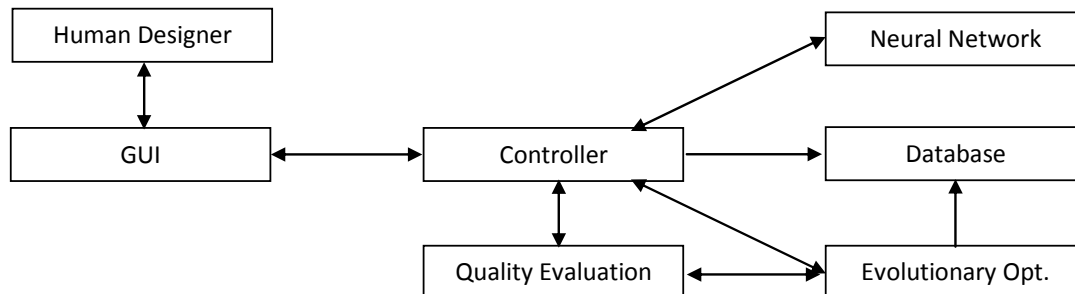 Human Designer
Neural Network
GUI
Controller
Database
Quality Evaluation
Evolutionary Opt.